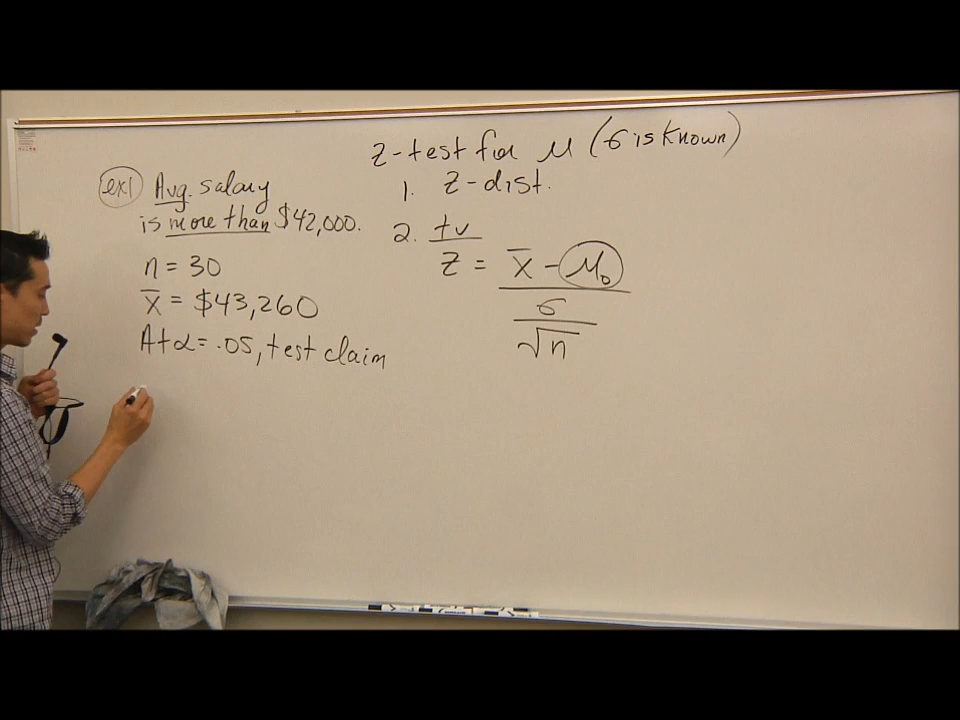 z-test for μ (σ is known)
1. z-dist.
2. tv
z = x̄ - μ₀
σ
√n
ex1 Avg. salary
is more than $42,000.
n = 30
x̄ = $43,260
At α = .05, test claim